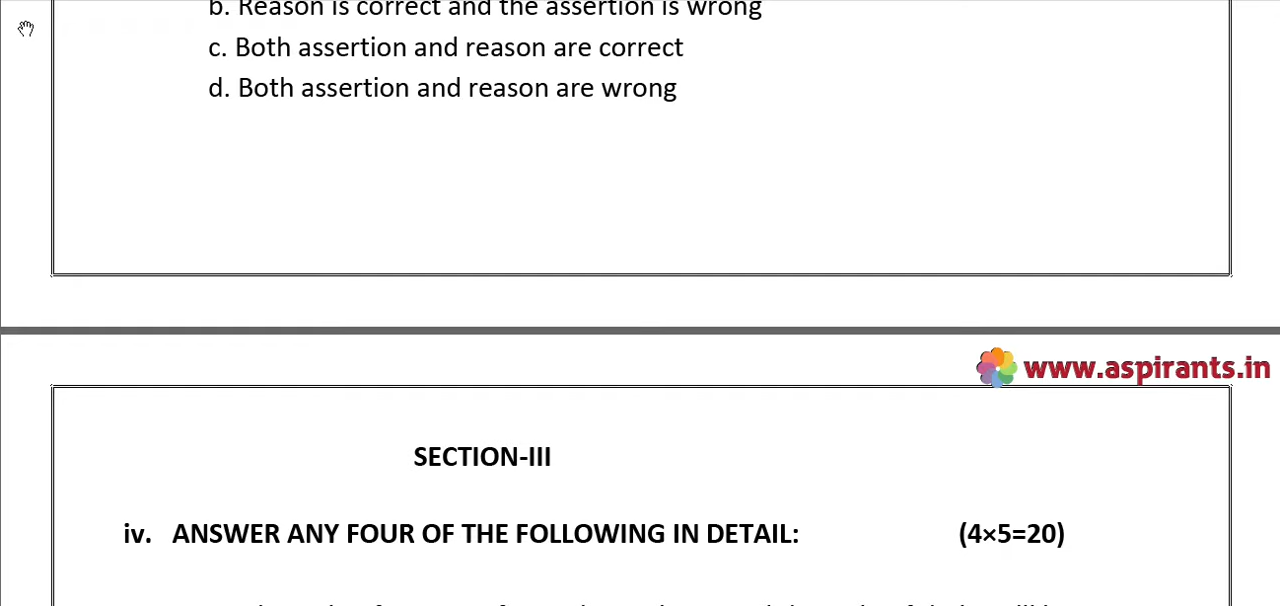 b. Reason is correct and the assertion is wrong
c. Both assertion and reason are correct
d. Both assertion and reason are wrong
www.aspirants.in
SECTION-III
iv. ANSWER ANY FOUR OF THE FOLLOWING IN DETAIL: (4×5=20)